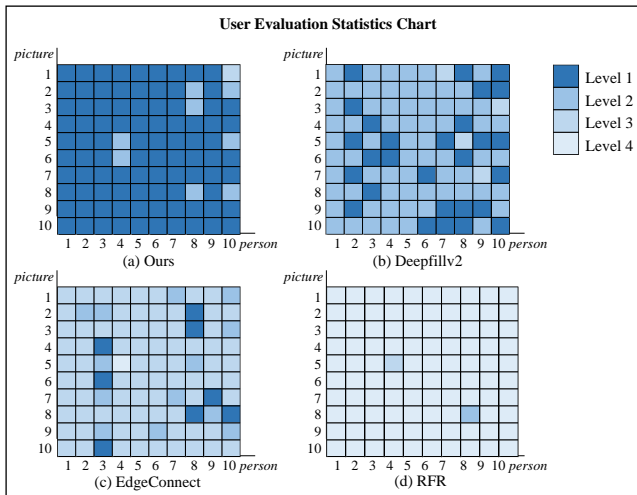 User Evaluation Statistics Chart
picture
1
2
3
4
5
6
7
8
9
10
1 2 3 4 5 6 7 8 9 10 person
(a) Ours
picture
1
2
3
4
5
6
7
8
9
10
1 2 3 4 5 6 7 8 9 10 person
(b) Deepfillv2
Level 1
Level 2
Level 3
Level 4
picture
1
2
3
4
5
6
7
8
9
10
1 2 3 4 5 6 7 8 9 10 person
(c) EdgeConnect
picture
1
2
3
4
5
6
7
8
9
10
1 2 3 4 5 6 7 8 9 10 person
(d) RFR